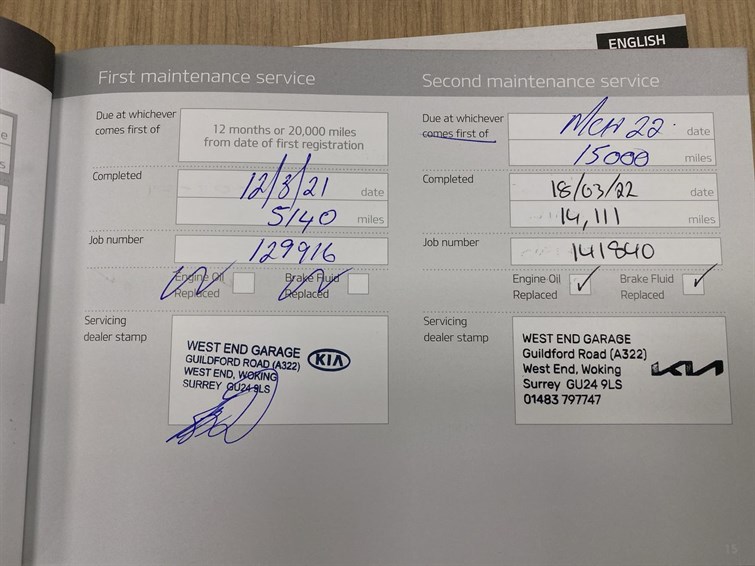 ENGLISH
First maintenance service
Due at whichever
comes first of
12 months or 20,000 miles
from date of first registration
Completed
12/3/21 date
5140 miles
Job number
129916
Engine Oil
Replaced
Brake Fluid
Replaced
Servicing
dealer stamp
WEST END GARAGE
GUILDFORD ROAD (A322)
WEST END, WOKING
SURREY GU24 9LS
KIA
Second maintenance service
Due at whichever
comes first of
MCH 22. date
15000 miles
Completed
18/03/22 date
14,111 miles
Job number
141840
Engine Oil
Replaced
Brake Fluid
Replaced
Servicing
dealer stamp
WEST END GARAGE
Guildford Road (A322)
West End, Woking
Surrey GU24 9LS
01483 797747
KIA
15